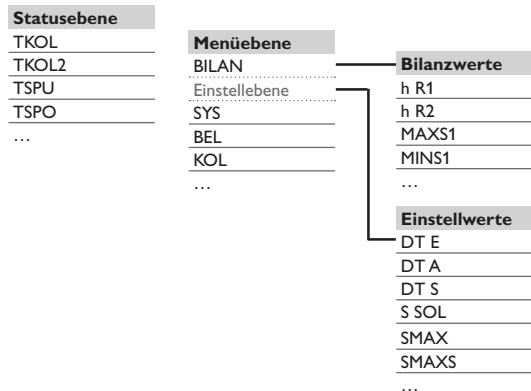 Statusebene
TKOL
TKOL2
TSPU
TSPO
…
Menüebene
BILAN
Einstellebene
SYS
BEL
KOL
…
Bilanzwerte
h R1
h R2
MAXS1
MINS1
…
Einstellwerte
DT E
DT A
DT S
S SOL
SMAX
SMAXS
…